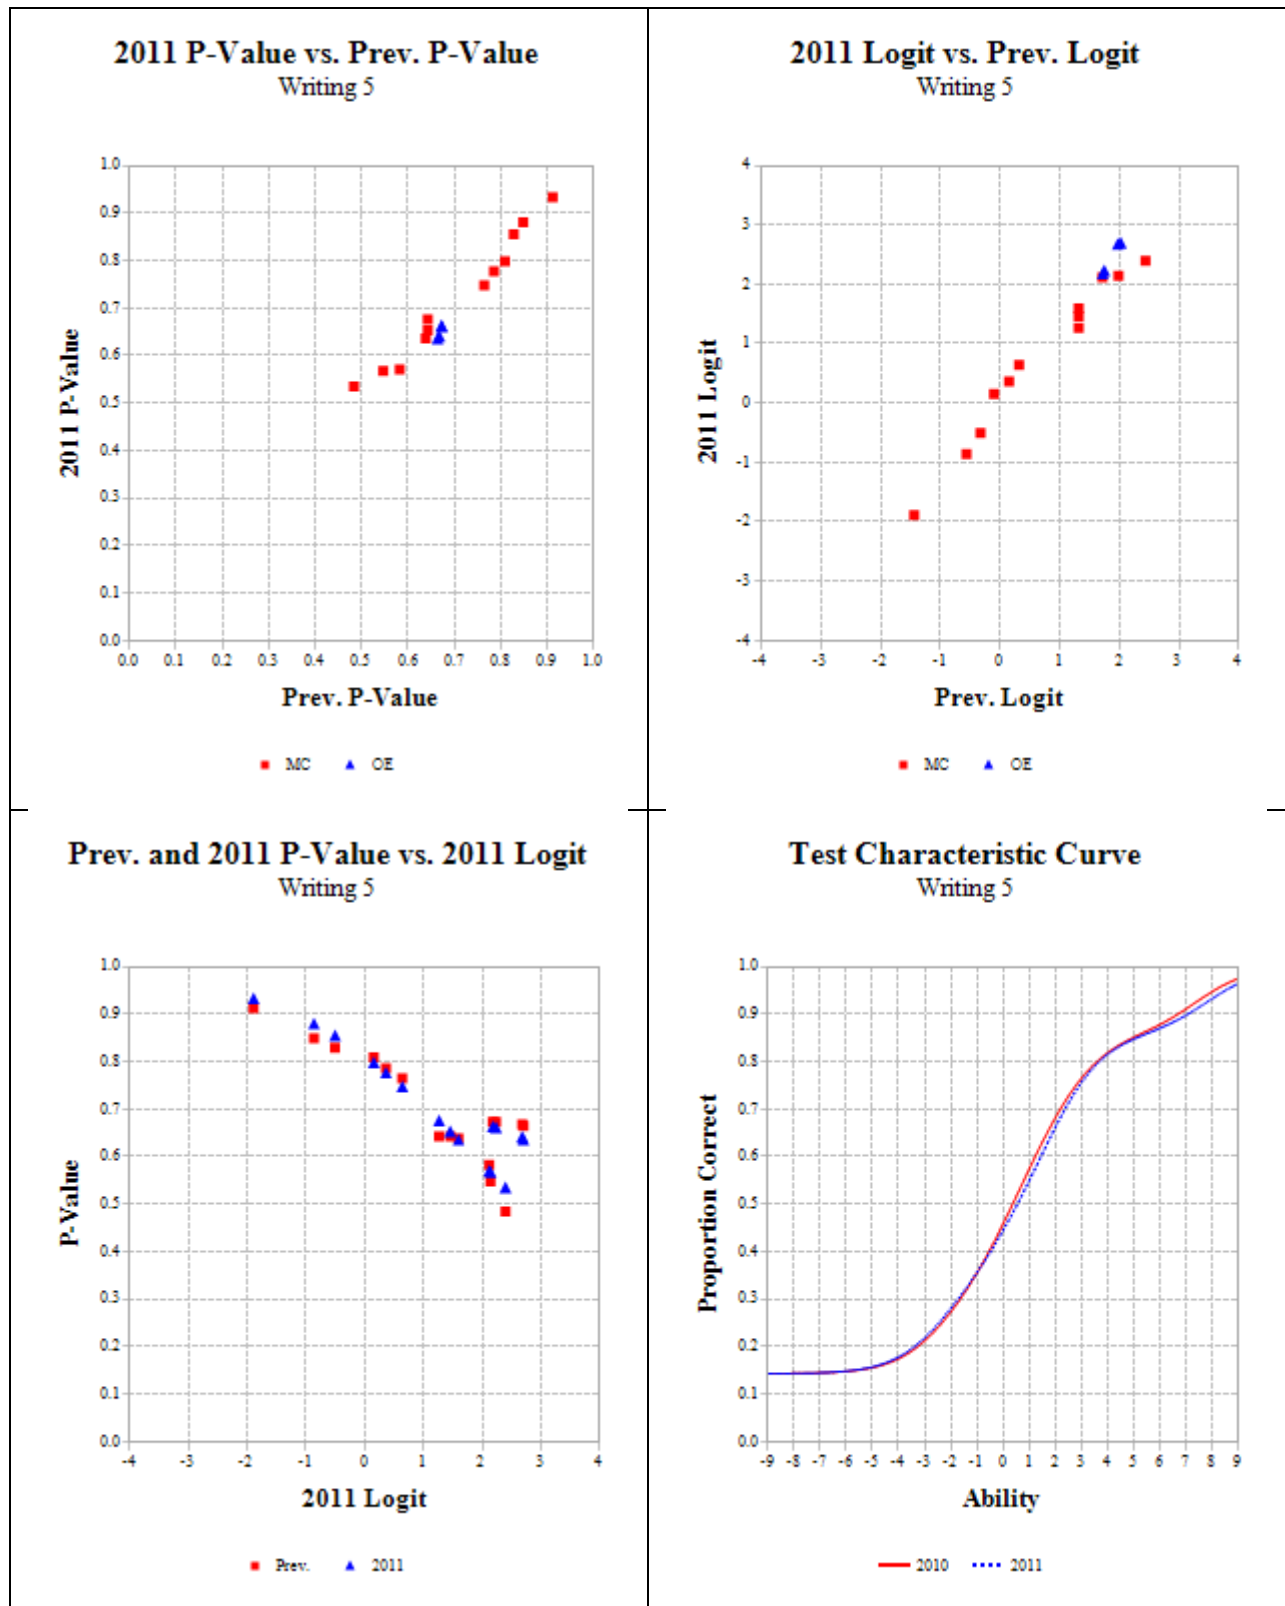 2011 P-Value vs. Prev. P-Value
Writing 5
2011 P-Value
1.0
0.9
0.8
0.7
0.6
0.5
0.4
0.3
0.2
0.1
0.0
0.0 0.1 0.2 0.3 0.4 0.5 0.6 0.7 0.8 0.9 1.0
Prev. P-Value
MC OE
2011 Logit vs. Prev. Logit
Writing 5
2011 Logit
4
3
2
1
0
-1
-2
-3
-4
-4 -3 -2 -1 0 1 2 3 4
Prev. Logit
MC OE
Prev. and 2011 P-Value vs. 2011 Logit
Writing 5
P-Value
1.0
0.9
0.8
0.7
0.6
0.5
0.4
0.3
0.2
0.1
0.0
-4 -3 -2 -1 0 1 2 3 4
2011 Logit
Prev. 2011
Test Characteristic Curve
Writing 5
Proportion Correct
1.0
0.9
0.8
0.7
0.6
0.5
0.4
0.3
0.2
0.1
0.0
-9 -8 -7 -6 -5 -4 -3 -2 -1 0 1 2 3 4 5 6 7 8 9
Ability
2010 2011